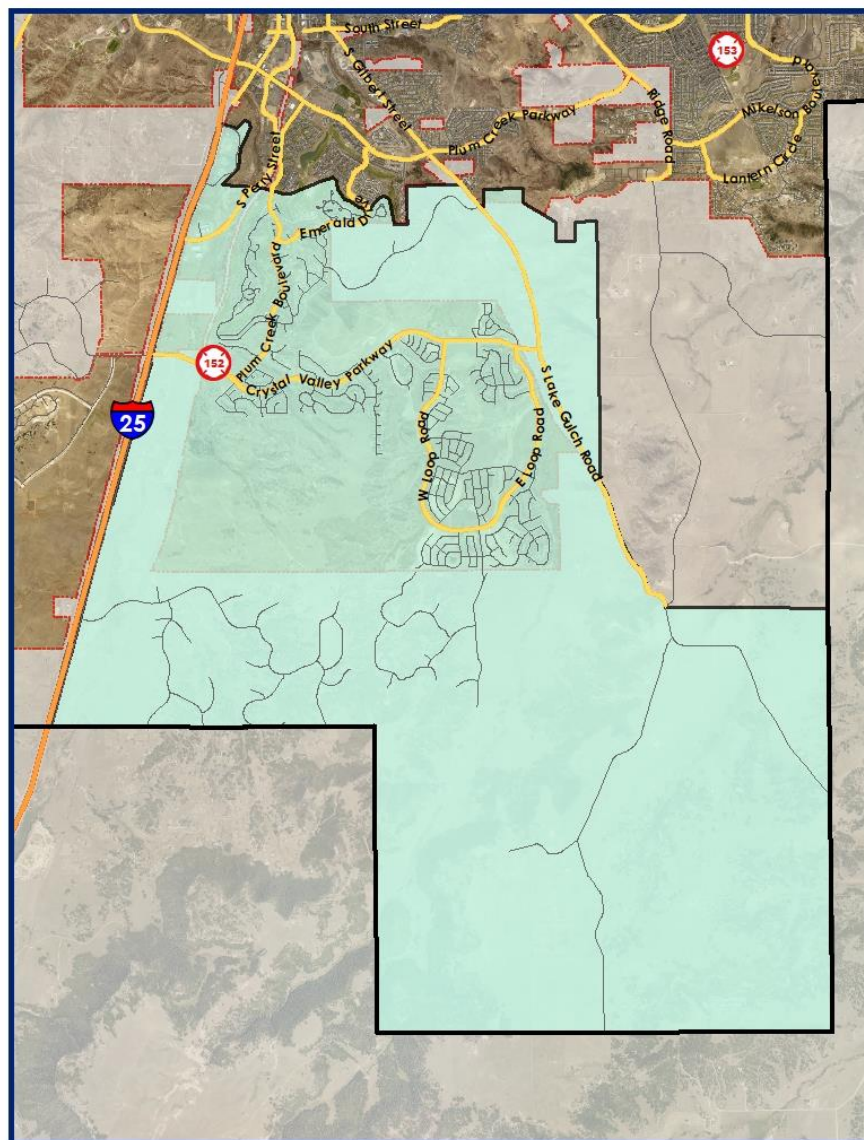 South Street
S Gilbert Street
153
Ridge Road
Mikelson Boulevard
Plum Creek Parkway
Lantern Circle
S Perry Street
Emerald Drive
Plum Creek Boulevard
152
Crystal Valley Parkway
25
W Loop Road
E Loop Road
S Lake Gulch Road